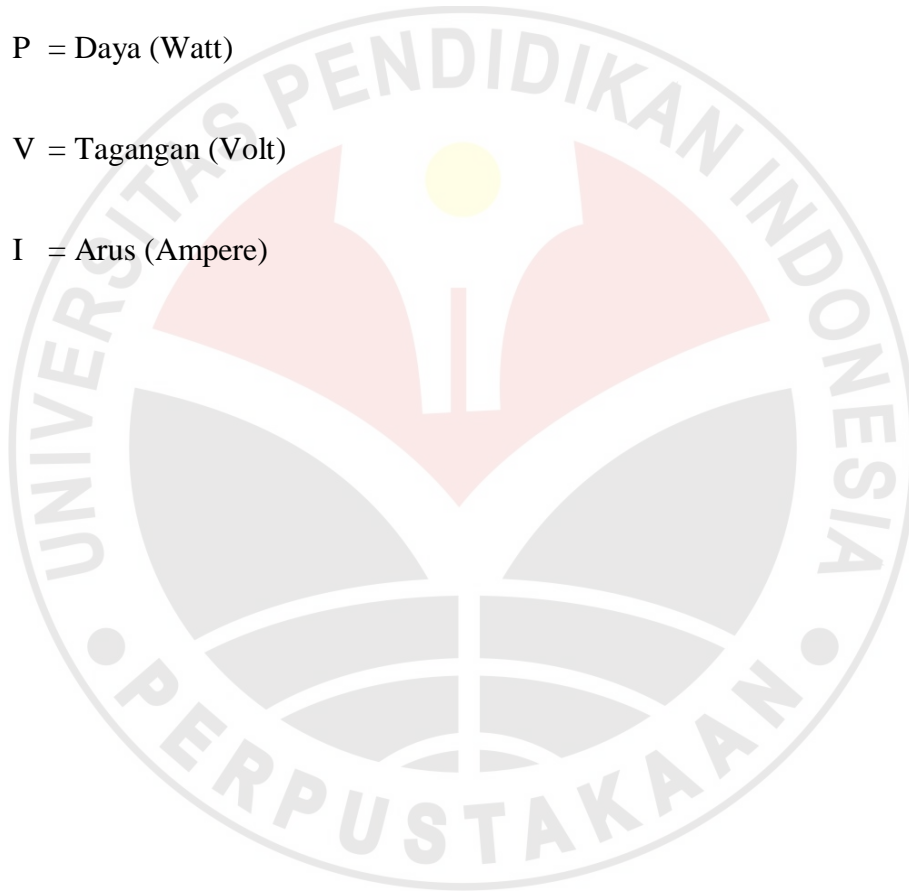 P = Daya (Watt)
V = Tagangan (Volt)
I = Arus (Ampere)
UNIVERSITAS PENDIDIKAN INDONESIA
PERPUSTAKAAN